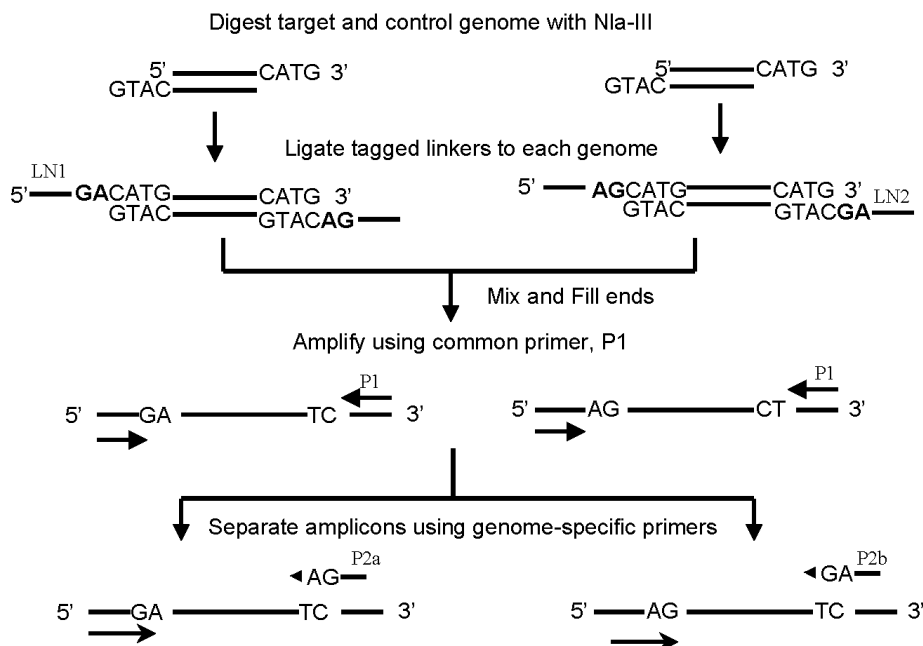 Digest target and control genome with Nla-III
5’ CATG 3’
GTAC
5’ CATG 3’
GTAC
Ligate tagged linkers to each genome
LN1
5’ GACATG CATG 3’
GTAC GTACAG
5’ AGCATG CATG 3’
GTAC GTACGA LN2
Mix and Fill ends
Amplify using common primer, P1
P1
5’ GA TC 3’
P1
5’ AG CT 3’
Separate amplicons using genome-specific primers
P2a
AG
5’ GA TC 3’
P2b
GA
5’ AG TC 3’